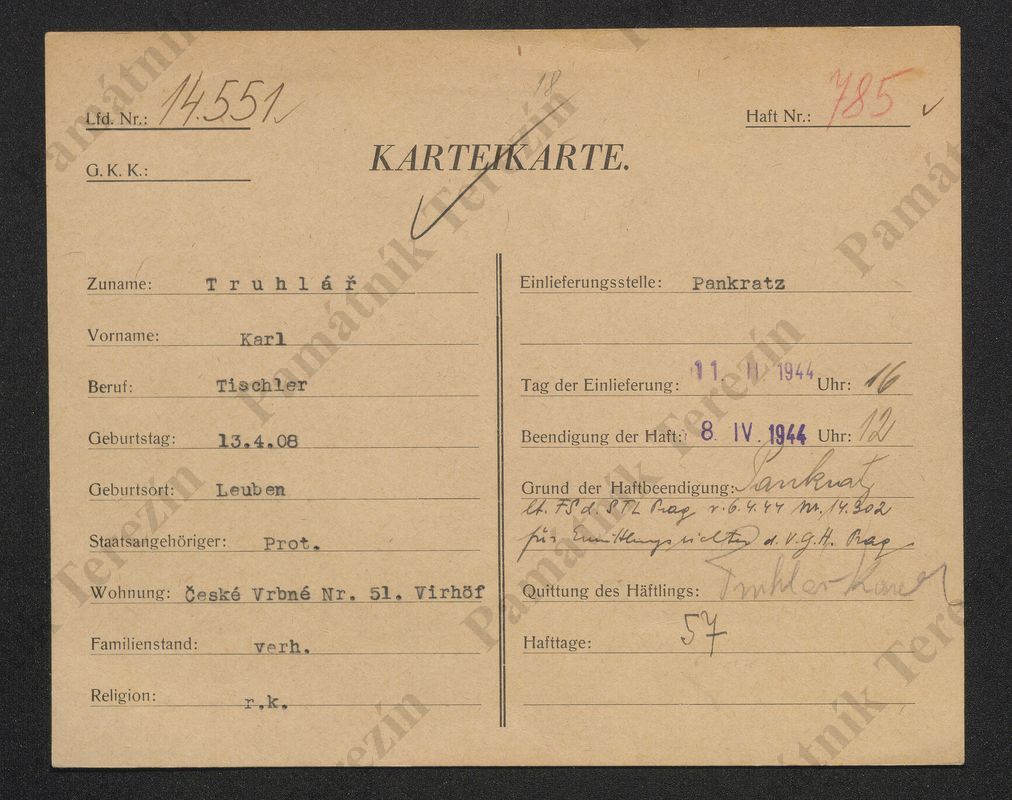 18
Lfd. Nr.: 14.551
Haft Nr.: 785
G. K. K.:
KARTEIKARTE.
Zuname: Truhlář
Vorname: Karl
Beruf: Tischler
Geburtstag: 13.4.08
Geburtsort: Leuben
Staatsangehöriger: Prot.
Wohnung: České Vrbné Nr. 51. Virhöf
Familienstand: verh.
Religion: r.k.
Einlieferungsstelle: Pankratz
Tag der Einlieferung: 11 II 1944 Uhr: 16
Beendigung der Haft: 8 IV. 1944 Uhr: 12
Grund der Haftbeendigung: Pankratz
lt. FS d. STL Prag v. 6.4.44 Nr. 14.302
für Ermittlungsrichter d. V.G.H. Prag
Quittung des Häftlings: Truhlar Karel
Hafttage: 57
Památník Terezín